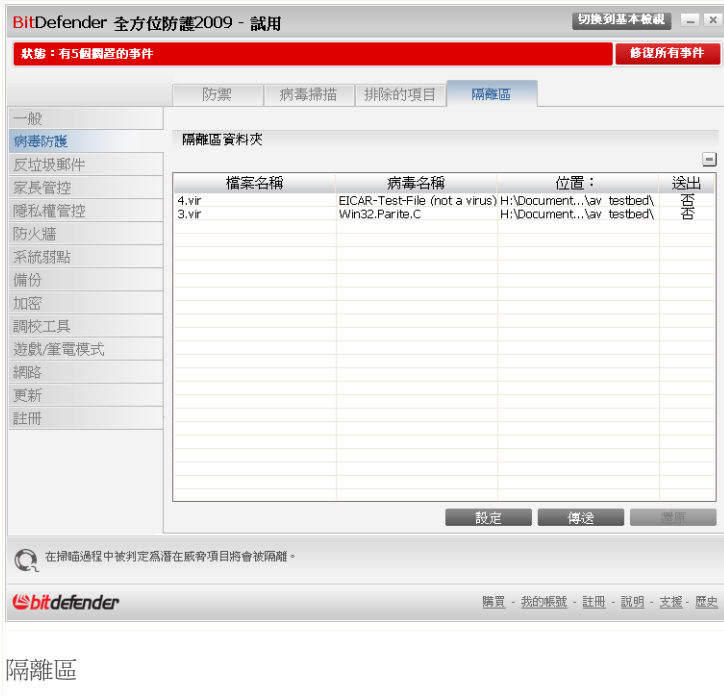 BitDefender 全方位防護2009 - 試用
切換到基本檢視
狀態：有5個擱置的事件
修復所有事件
防禦
病毒掃描
排除的項目
隔離區
一般
病毒防護
反垃圾郵件
家長管控
隱私權管控
防火牆
系統弱點
備份
加密
調校工具
遊戲/筆電模式
網路
更新
註冊
隔離區資料夾
檔案名稱 病毒名稱 位置： 送出
4.vir EICAR-Test-File (not a virus) H:\Document...\av testbed\ 否
3.vir Win32.Parite.C H:\Document...\av testbed\ 否
設定
傳送
還原
在掃瞄過程中被判定為潛在威脅項目將會被隔離。
bitdefender
購買 - 我的帳號 - 註冊 - 說明 - 支援 - 歷史
隔離區